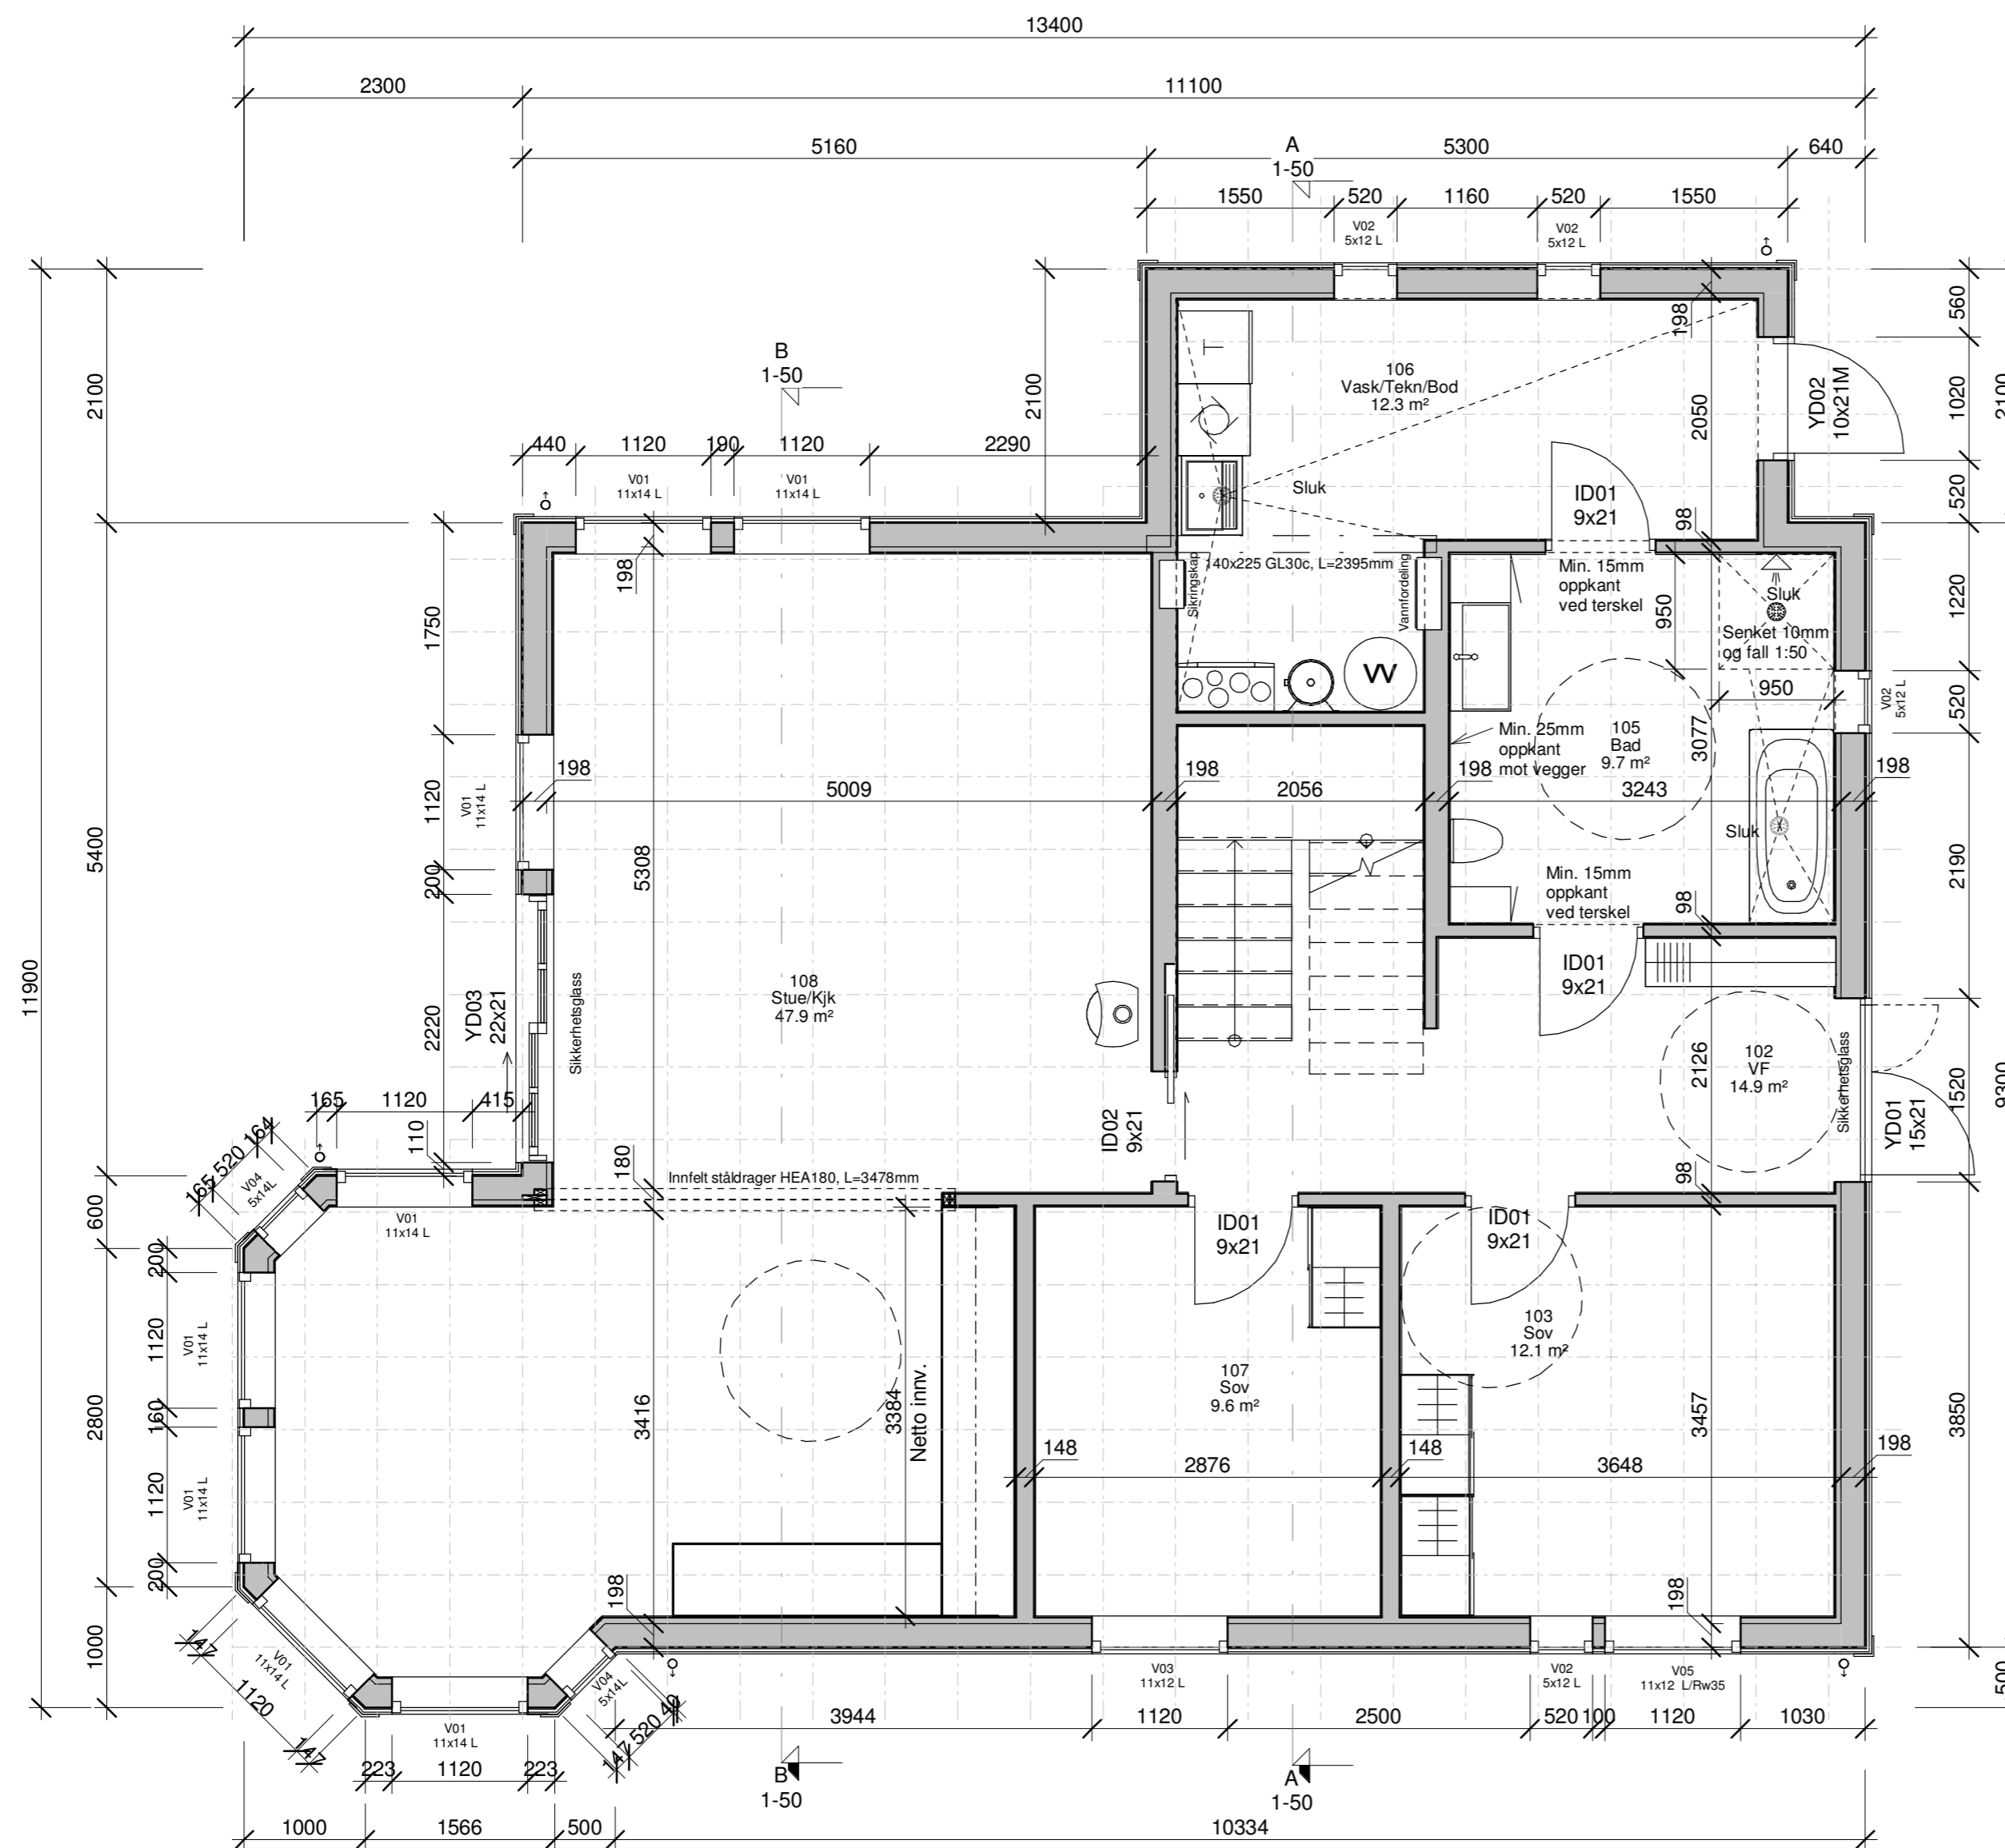 13400
2300
11100
5160
A
1-50
5300
640
1550
520
1160
520
1550
V02
5x12 L
V02
5x12 L
B
1-50
2100
2100
440
1120
190
1120
2290
V01
11x14 L
V01
11x14 L
106
Vask/Tekn/Bod
12.3 m²
198
2050
YD02
10x21M
560
1020
2100
520
Sluk
ID01
9x21
98
198
Sikringskap
140x225 GL30c, L=2395mm
Vannfordeling
Min. 15mm
oppkant
ved terskel
950
Sluk
Senket 10mm
og fall 1:50
1220
1750
950
520
V02
5x12 L
VV
Min. 25mm
oppkant
mot vegger
105
Bad
9.7 m²
3077
198
5009
198
2056
198
3243
198
1120
V01
11x14 L
5400
200
5308
Sluk
Min. 15mm
oppkant
ved terskel
98
2190
11900
2220
YD03
22x21
Sikkerhetsglass
108
Stue/Kjk
47.9 m²
ID01
9x21
102
VF
14.9 m²
2126
Sikkerhetsglass
1520
YD01
15x21
9300
ID02
9x21
165
1120
415
110
164
520
165
V04
5x14L
180
Innfelt ståldrager HEA180, L=3478mm
98
600
V01
11x14 L
ID01
9x21
ID01
9x21
200
1120
V01
11x14 L
103
Sov
12.1 m²
107
Sov
9.6 m²
2800
160
3416
3384
Netto innv.
3457
3850
148
2876
148
3648
198
1120
V01
11x14 L
200
198
198
1000
147
V01
11x14 L
1120
147
V04
5x14L
40
520
147
V03
11x12 L
V02
5x12 L
V05
11x12 L/Rw35
500
V01
11x14 L
3944
1120
2500
520
100
1120
1030
223
1120
223
B
1-50
A
1-50
1000
1566
500
10334